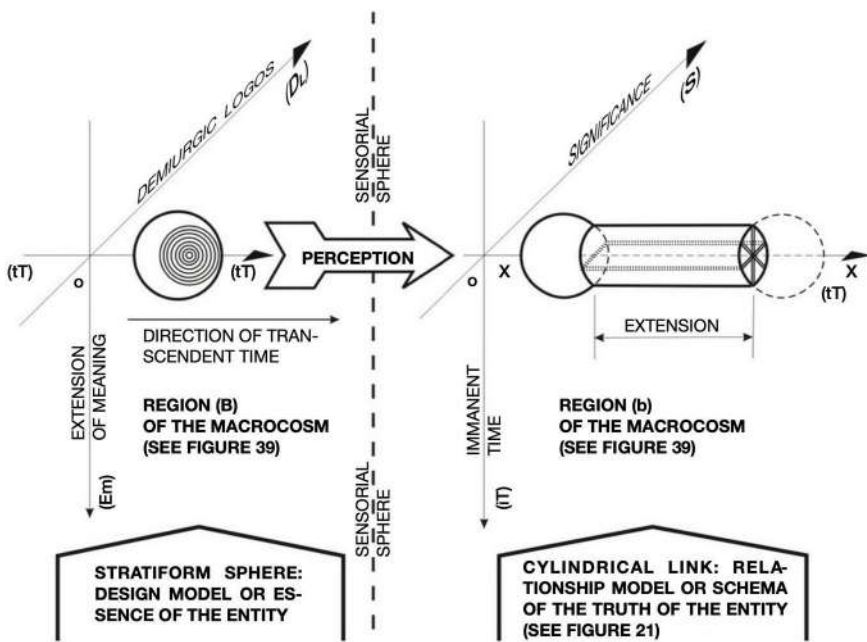 DEMIURGIC LOGOS
(DL)
SENSORIAL
SPHERE
SIGNIFICANCE
(S)
(tT)
o
(tT)
PERCEPTION
o
X
X
(tT)
DIRECTION OF TRAN-
SCENDENT TIME
EXTENSION
EXTENSION
OF MEANING
(Em)
REGION (B)
OF THE MACROCOSM
(SEE FIGURE 39)
IMMANENT
TIME
(iT)
REGION (b)
OF THE MACROCOSM
(SEE FIGURE 39)
SENSORIAL
SPHERE
STRATIFORM SPHERE:
DESIGN MODEL OR ES-
SENCE OF THE ENTITY
CYLINDRICAL LINK: RELA-
TIONSHIP MODEL OR SCHEMA
OF THE TRUTH OF THE ENTITY
(SEE FIGURE 21)